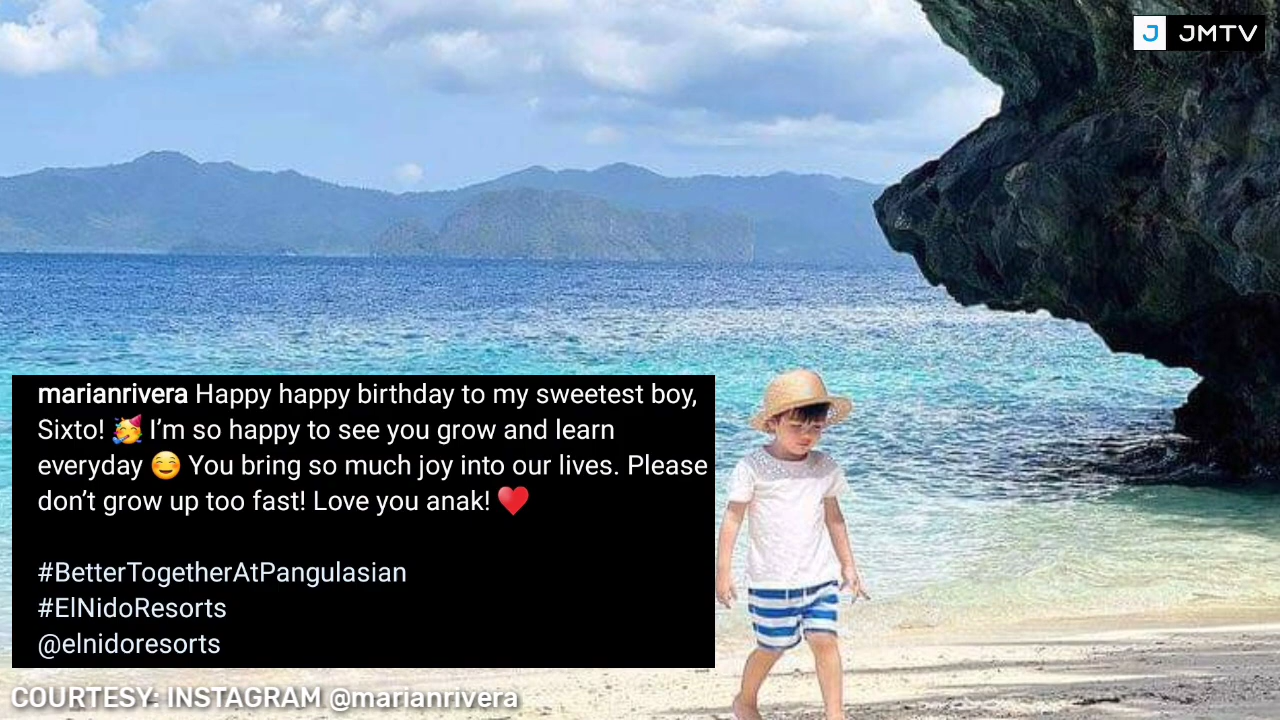 J JMTV
marianrivera Happy happy birthday to my sweetest boy,
Sixto! 🥳 I’m so happy to see you grow and learn
everyday ☺️ You bring so much joy into our lives. Please
don’t grow up too fast! Love you anak! ♥️
#BetterTogetherAtPangulasian
#ElNidoResorts
@elnidoresorts
COURTESY: INSTAGRAM @marianrivera